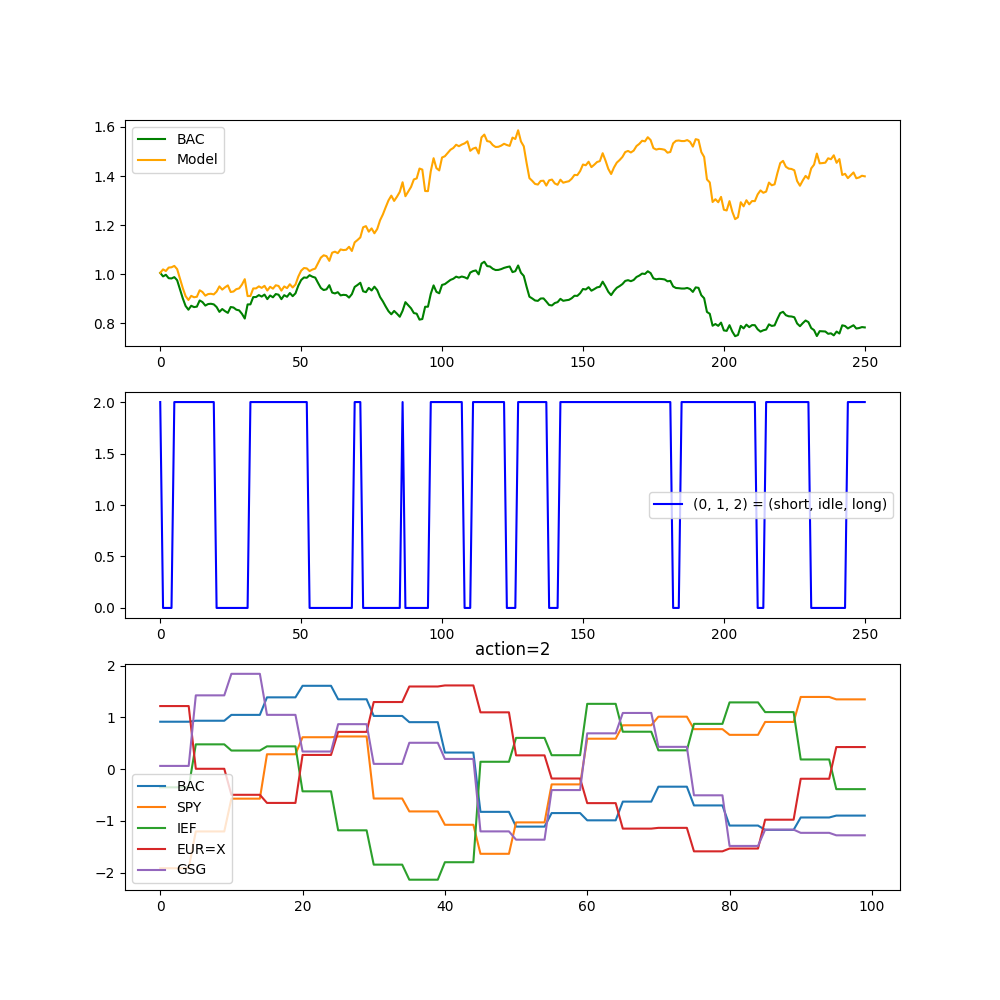 1.6
1.4
1.2
1.0
0.8
BAC
Model
0 50 100 150 200 250
2.0
1.5
1.0
0.5
0.0
(0, 1, 2) = (short, idle, long)
0 50 100 150 200 250
action=2
2
1
0
−1
−2
BAC
SPY
IEF
EUR=X
GSG
0 20 40 60 80 100